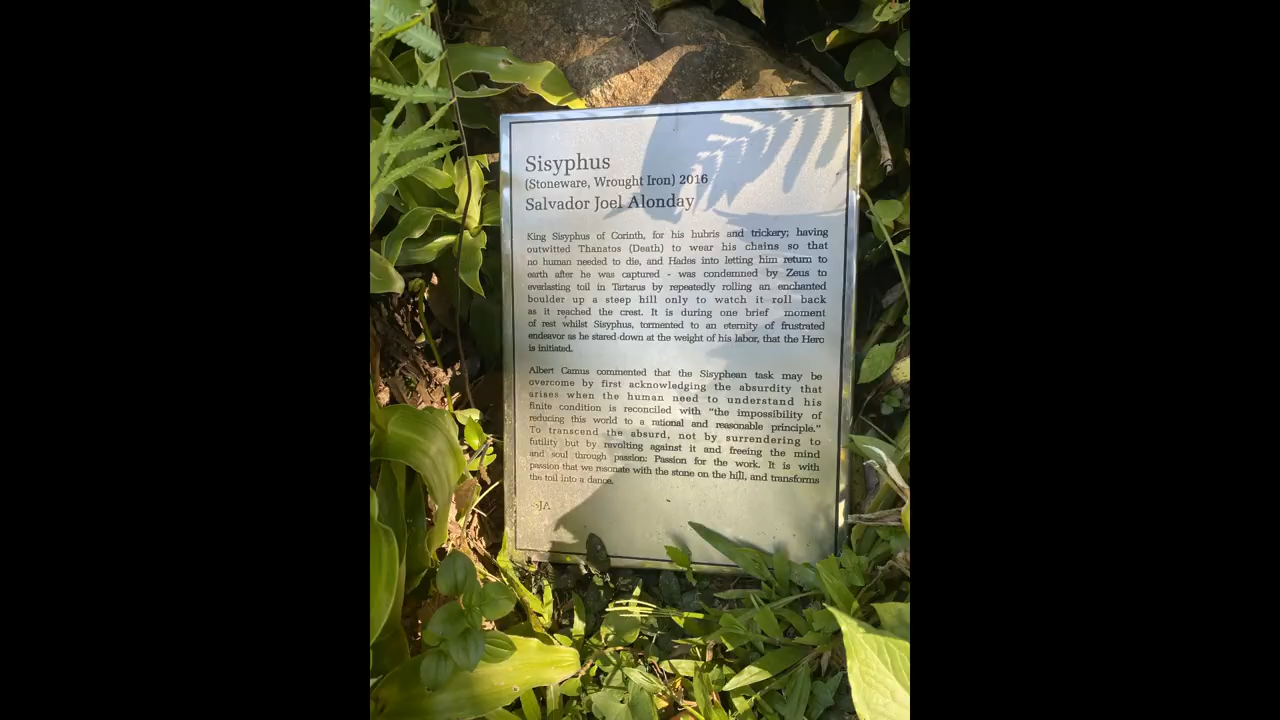 Sisyphus
(Stoneware, Wrought Iron) 2016
Salvador Joel Alonday
King Sisyphus of Corinth, for his hubris and trickery; having
outwitted Thanatos (Death) to wear his chains so that
no human needed to die, and Hades into letting him return to
earth after he was captured - was condemned by Zeus to
everlasting toil in Tartarus by repeatedly rolling an enchanted
boulder up a steep hill only to watch it roll back
as it reached the crest. It is during one brief moment
of rest whilst Sisyphus, tormented to an eternity of frustrated
endeavor as he stared down at the weight of his labor, that the Hero
is initiated.
Albert Camus commented that the Sisyphean task may be
overcome by first acknowledging the absurdity that
arises when the human need to understand his
finite condition is reconciled with "the impossibility of
reducing this world to a rational and reasonable principle."
To transcend the absurd, not by surrendering to
futility but by revolting against it and freeing the mind
and soul through passion: Passion for the work. It is with
passion that we resonate with the stone on the hill, and transforms
the toil into a dance.
-JA